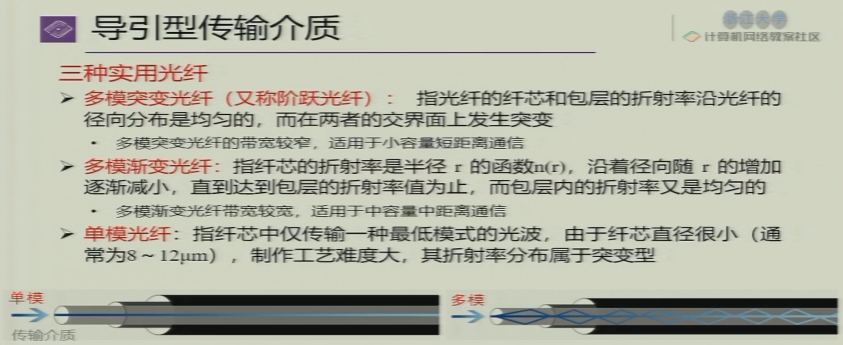 导引型传输介质
浙江大学
计算机网络教案社区
三种实用光纤
➢ 多模突变光纤（又称阶跃光纤）： 指光纤的纤芯和包层的折射率沿光纤的
径向分布是均匀的，而在两者的交界面上发生突变
• 多模突变光纤的带宽较窄，适用于小容量短距离通信
➢ 多模渐变光纤：指纤芯的折射率是半径 r 的函数n(r)，沿着径向随 r 的增加
逐渐减小，直到达到包层的折射率值为止，而包层内的折射率又是均匀的
• 多模渐变光纤带宽较宽，适用于中容量中距离通信
➢ 单模光纤：指纤芯中仅传输一种最低模式的光波，由于纤芯直径很小（通
常为8～12μm），制作工艺难度大，其折射率分布属于突变型
单模
多模
传输介质